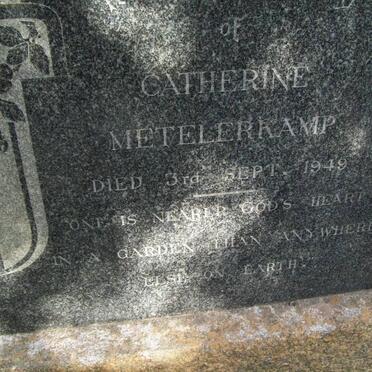 of
CATHERINE
METELERKAMP
DIED 3rd SEPT. 1949
"ONE IS NEARER GOD'S HEART
IN A GARDEN THAN ANYWHERE
ELSE ON EARTH"